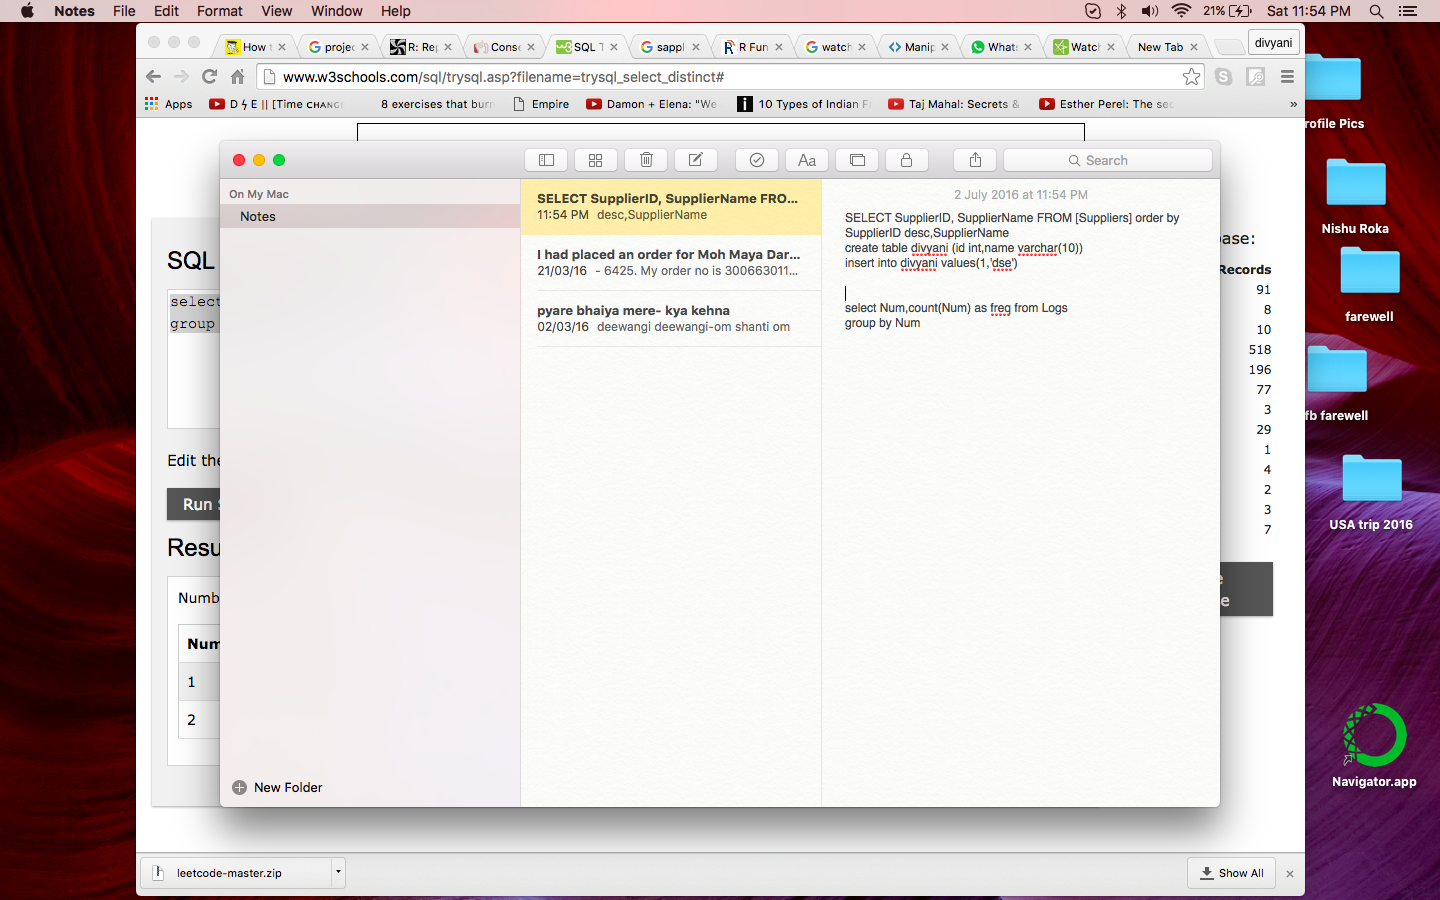 Notes File Edit Format View Window Help 21% Sat 11:54 PM
How t projec R: Rep Conse SQL T sappl R Fun watch Manip Whats Watch New Tab divyani
www.w3schools.com/sql/trysql.asp?filename=trysql_select_distinct#
Apps D ϟ E || [Time CHANGE 8 exercises that burn Empire Damon + Elena: "We 10 Types of Indian F Taj Mahal: Secrets & Esther Perel: The sec »
Aa Search
On My Mac
Notes
New Folder
SELECT SupplierID, SupplierName FRO...
11:54 PM desc,SupplierName
I had placed an order for Moh Maya Dar...
21/03/16 - 6425. My order no is 300663011...
pyare bhaiya mere- kya kehna
02/03/16 deewangi deewangi-om shanti om
2 July 2016 at 11:54 PM
SELECT SupplierID, SupplierName FROM [Suppliers] order by
SupplierID desc,SupplierName
create table divyani (id int,name varchar(10))
insert into divyani values(1,'dse')
select Num,count(Num) as freq from Logs
group by Num
SQL
select
group
Edit the
Run S
Resu
Numb
Num
1
2
ase:
Records
91
8
10
518
196
77
3
29
1
4
2
3
7
e
e
rofile Pics
Nishu Roka
farewell
fb farewell
USA trip 2016
Navigator.app
leetcode-master.zip
Show All